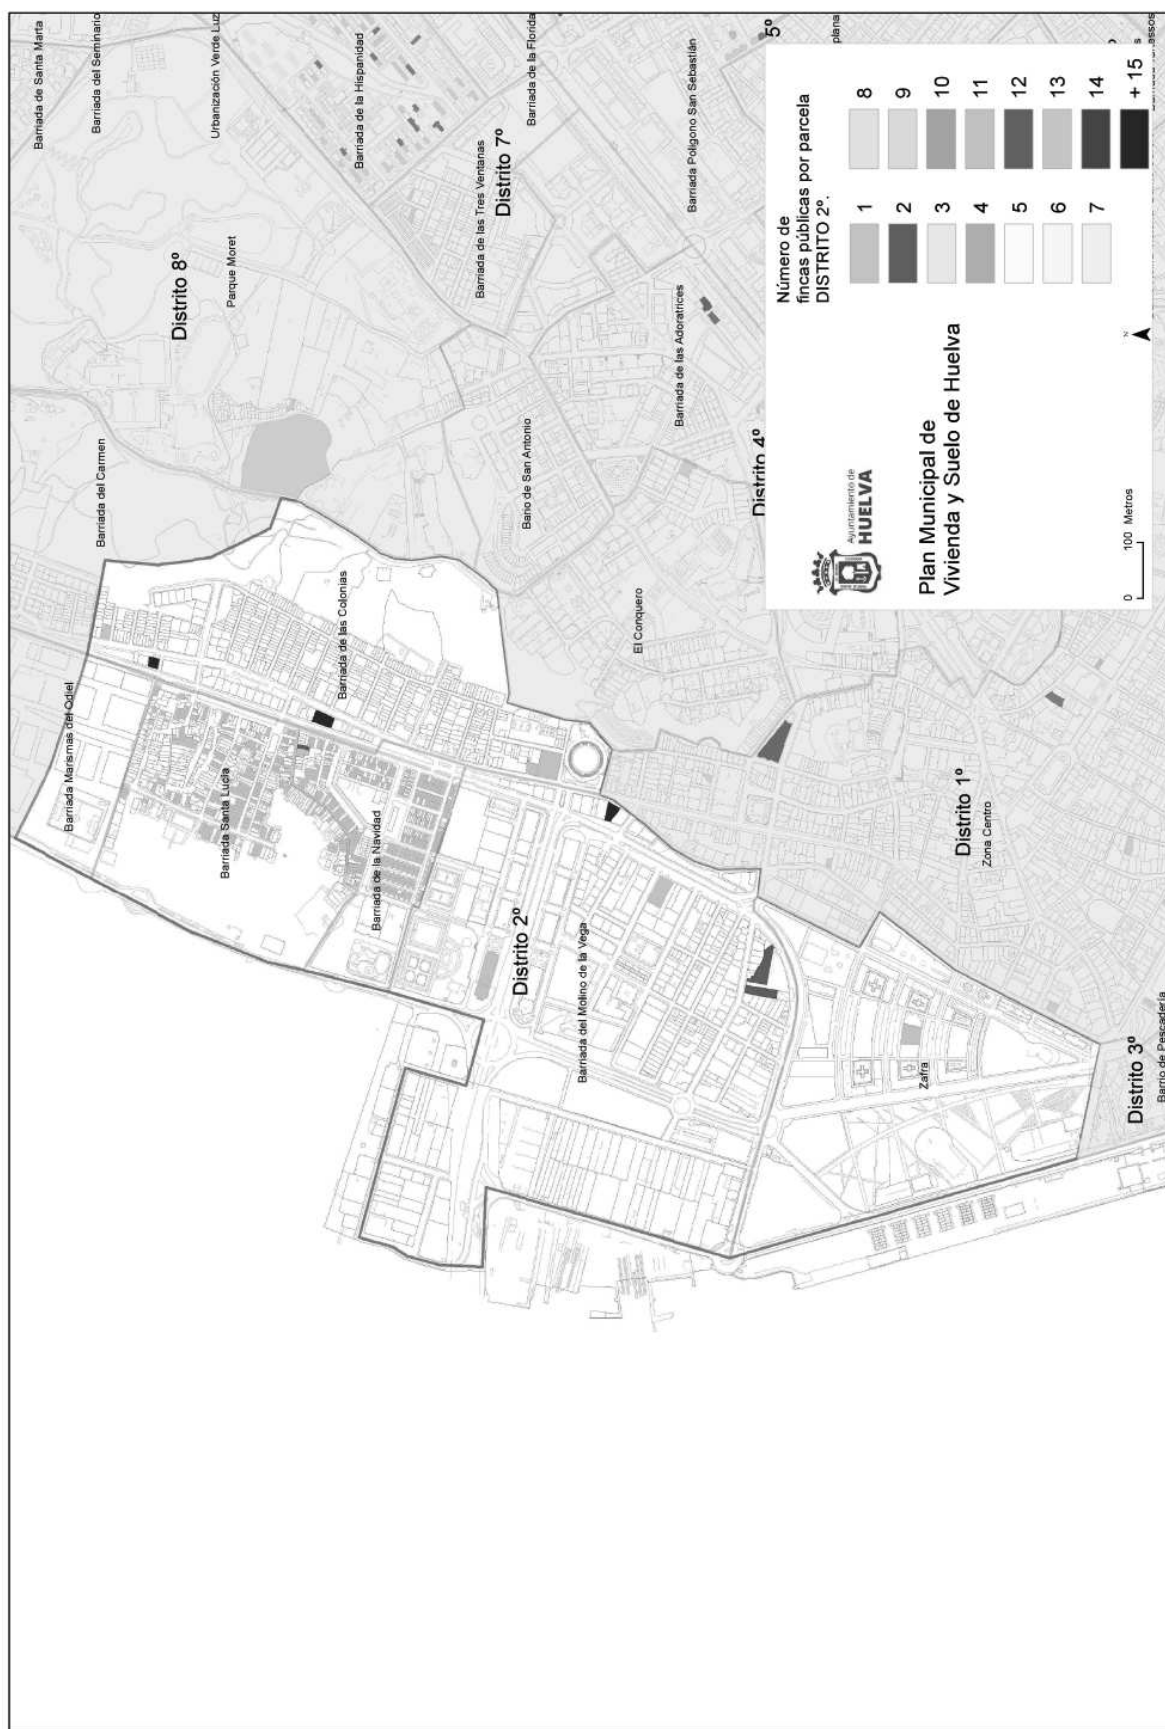 Barriada de Santa Marta
Barriada del Seminario
Urbanización Verde Luz
Barriada de la Hispanidad
Barriada de la Florida
Barriada de las Tres Ventanas
Distrito 7º
Barriada Poligono San Sebastián
5º
plana
Distrito 8º
Parque Moret
Barriada del Carmen
Barriada de las Adoratrices
Barrio de San Antonio
Distrito 4º
El Conquero
Barriada de las Colonias
Barriada Marismas del Odiel
Barriada Santa Lucía
Barriada de la Navidad
Distrito 2º
Barriada del Molino de la Vega
Distrito 1º
Zona Centro
Zafra
Distrito 3º
Barrio de Pescadería
Número de
fincas públicas por parcela
DISTRITO 2º.
1
2
3
4
5
6
7
8
9
10
11
12
13
14
+ 15
Ayuntamiento de
HUELVA
Plan Municipal de
Vivienda y Suelo de Huelva
0 100 Metros
N